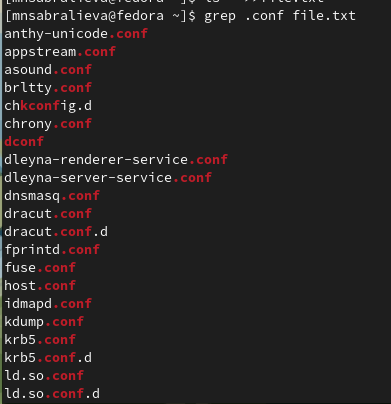 [mnsabralieva@fedora ~]$ ls >>file.txt
[mnsabralieva@fedora ~]$ grep .conf file.txt
anthy-unicode.conf
appstream.conf
asound.conf
brltty.conf
chkconfig.d
chrony.conf
dconf
dleyna-renderer-service.conf
dleyna-server-service.conf
dnsmasq.conf
dracut.conf
dracut.conf.d
fprintd.conf
fuse.conf
host.conf
idmapd.conf
kdump.conf
krb5.conf
krb5.conf.d
ld.so.conf
ld.so.conf.d